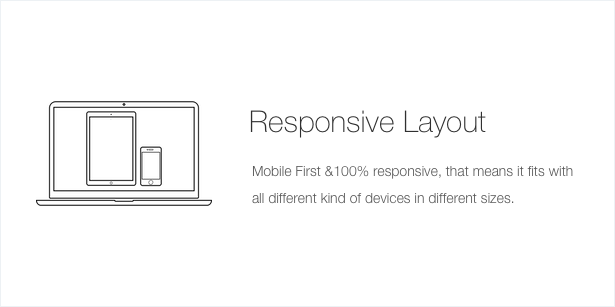 Responsive Layout
Mobile First &100% responsive, that means it fits with
all different kind of devices in different sizes.